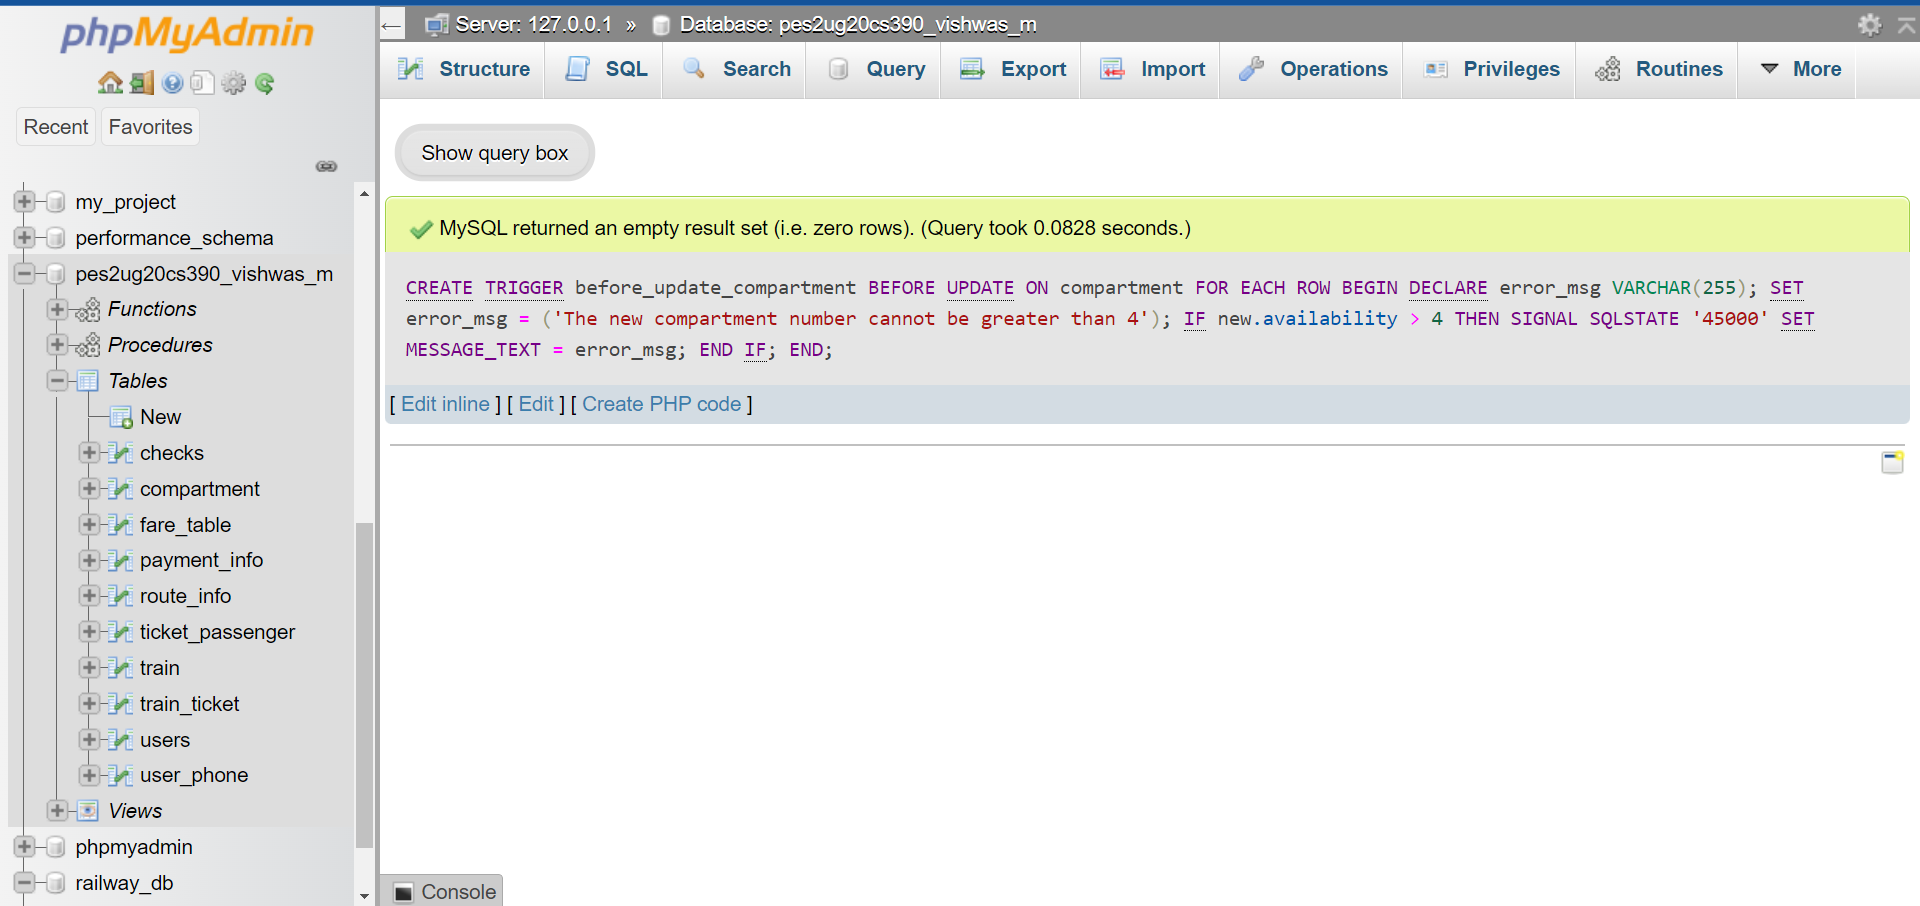 phpMyAdmin
Recent
Favorites
my_project
performance_schema
pes2ug20cs390_vishwas_m
Functions
Procedures
Tables
New
checks
compartment
fare_table
payment_info
route_info
ticket_passenger
train
train_ticket
users
user_phone
Views
phpmyadmin
railway_db
Server: 127.0.0.1 » Database: pes2ug20cs390_vishwas_m
Structure SQL Search Query Export Import Operations Privileges Routines More
Show query box
MySQL returned an empty result set (i.e. zero rows). (Query took 0.0828 seconds.)
CREATE TRIGGER before_update_compartment BEFORE UPDATE ON compartment FOR EACH ROW BEGIN DECLARE error_msg VARCHAR(255); SET
error_msg = ('The new compartment number cannot be greater than 4'); IF new.availability > 4 THEN SIGNAL SQLSTATE '45000' SET
MESSAGE_TEXT = error_msg; END IF; END;
[ Edit inline ] [ Edit ] [ Create PHP code ]
Console